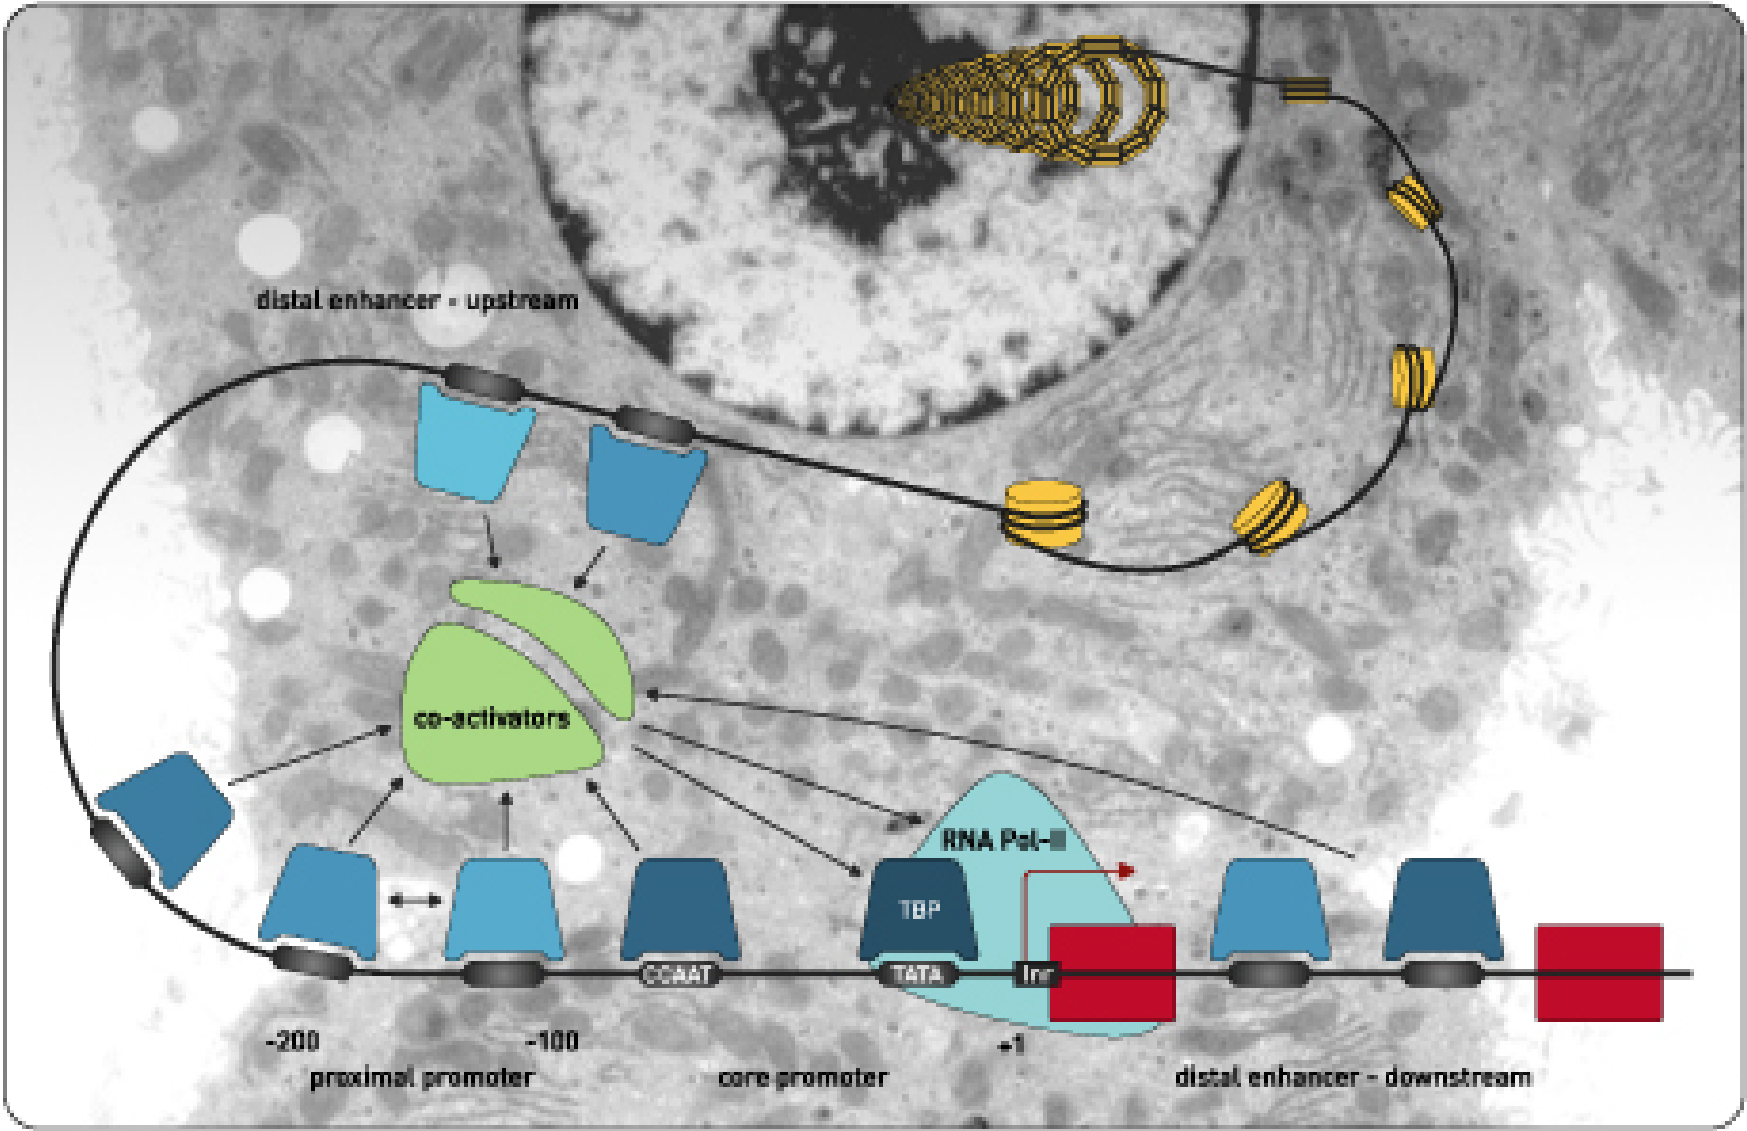 distal enhancer - upstream
co-activators
RNA Pol-II
TBP
CCAAT
TATA
Inr
-200
-100
+1
proximal promoter
core promoter
distal enhancer - downstream